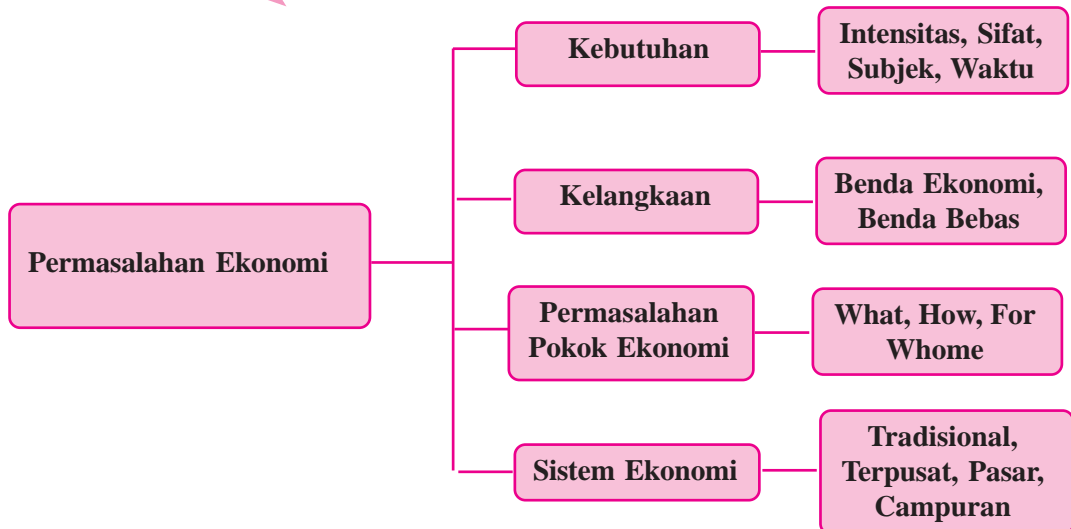 Kebutuhan
Intensitas, Sifat,
Subjek, Waktu
Kelangkaan
Benda Ekonomi,
Benda Bebas
Permasalahan Ekonomi
Permasalahan
Pokok Ekonomi
What, How, For
Whome
Sistem Ekonomi
Tradisional,
Terpusat, Pasar,
Campuran